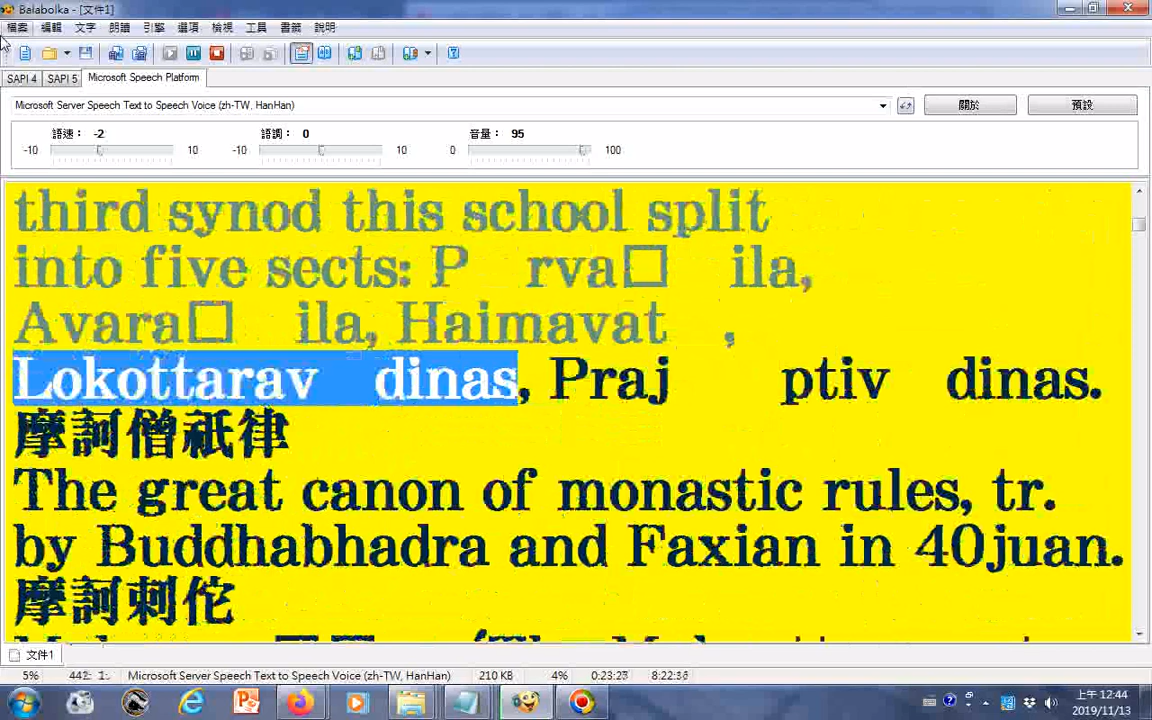 Balabolka - [文件1]
檔案 編輯 文字 朗讀 引擎 選項 檢視 工具 書籤 說明
SAPI 4 SAPI 5 Microsoft Speech Platform
Microsoft Server Speech Text to Speech Voice (zh-TW, HanHan) 關於 預設
語速： -2 語調： 0 音量： 95
-10 10 -10 10 0 100
third synod this school split
into five sects: P rva□ ila,
Avara□ ila, Haimavat ,
Lokottarav dinas, Praj ptiv dinas.
摩訶僧祇律
The great canon of monastic rules, tr.
by Buddhabhadra and Faxian in 40juan.
摩訶剌佗
文件1
5% 442: 1: Microsoft Server Speech Text to Speech Voice (zh-TW, HanHan) 210 KB 4% 0:23:23 8:22:38
上午 12:44
2019/11/13